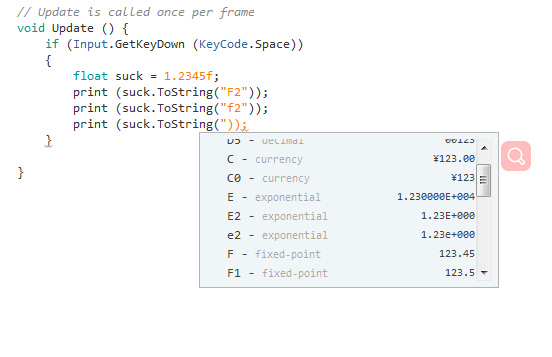 // Update is called once per frame
void Update () {
if (Input.GetKeyDown (KeyCode.Space))
{
float suck = 1.2345f;
print (suck.ToString("F2"));
print (suck.ToString("f2"));
print (suck.ToString("));
}
}
D5 - decimal 00123
C - currency ¥123.00
C0 - currency ¥123
E - exponential 1.230000E+004
E2 - exponential 1.23E+000
e2 - exponential 1.23e+000
F - fixed-point 123.45
F1 - fixed-point 123.5